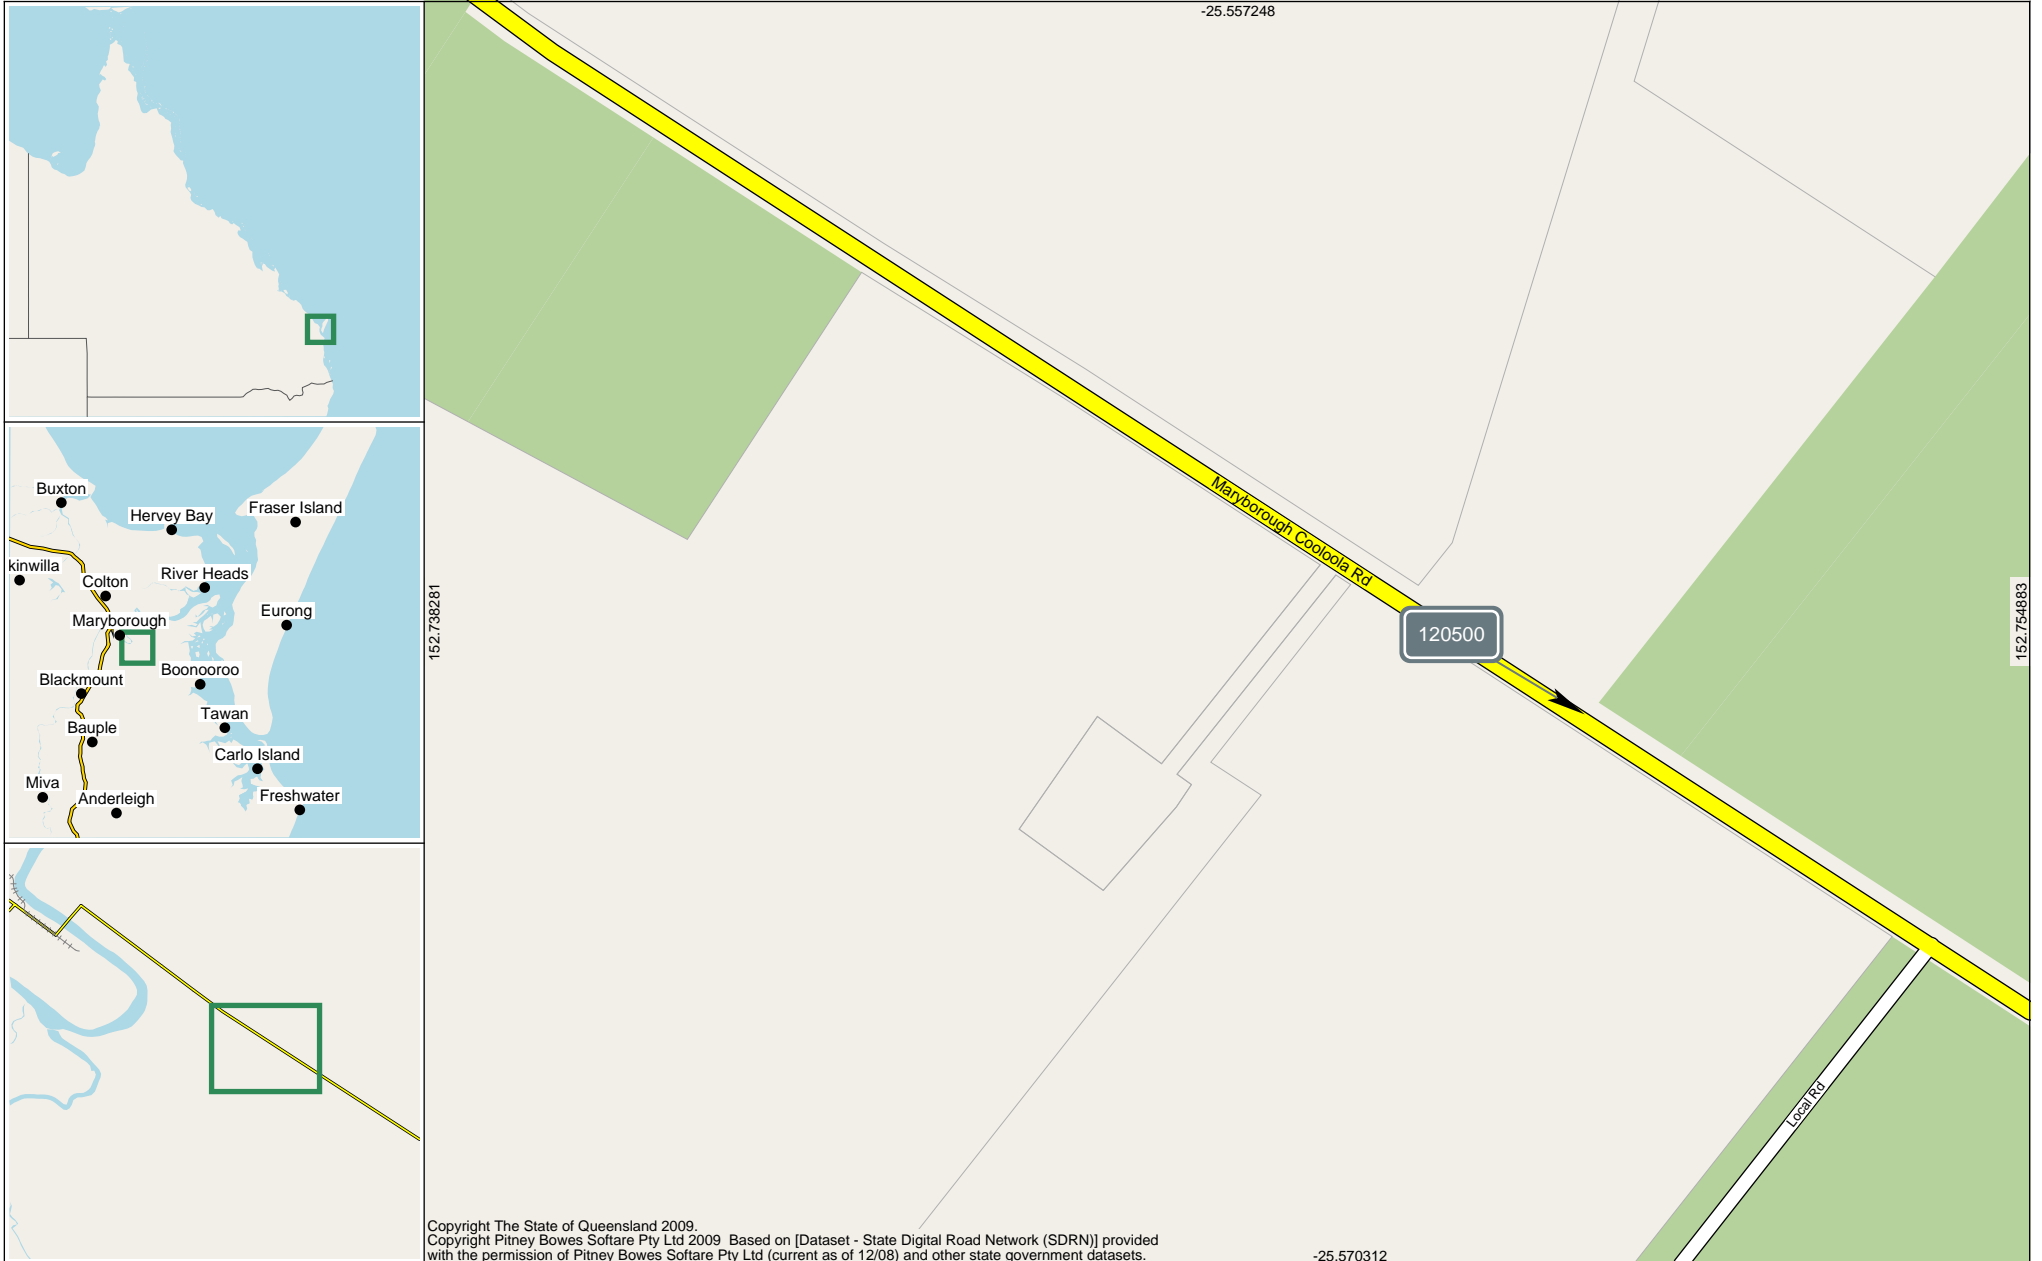 -25.557248
Buxton
Hervey Bay
Fraser Island
kinwilla
Colton
River Heads
Maryborough
Eurong
Boonooroo
Blackmount
Tawan
Bauple
Carlo Island
Miva
Anderleigh
Freshwater
152.738281
Maryborough Cooloola Rd
120500
152.754883
Local Rd
Copyright The State of Queensland 2009.
Copyright Pitney Bowes Softare Pty Ltd 2009 Based on [Dataset - State Digital Road Network (SDRN)] provided
with the permission of Pitney Bowes Softare Pty Ltd (current as of 12/08) and other state government datasets.
-25.570312